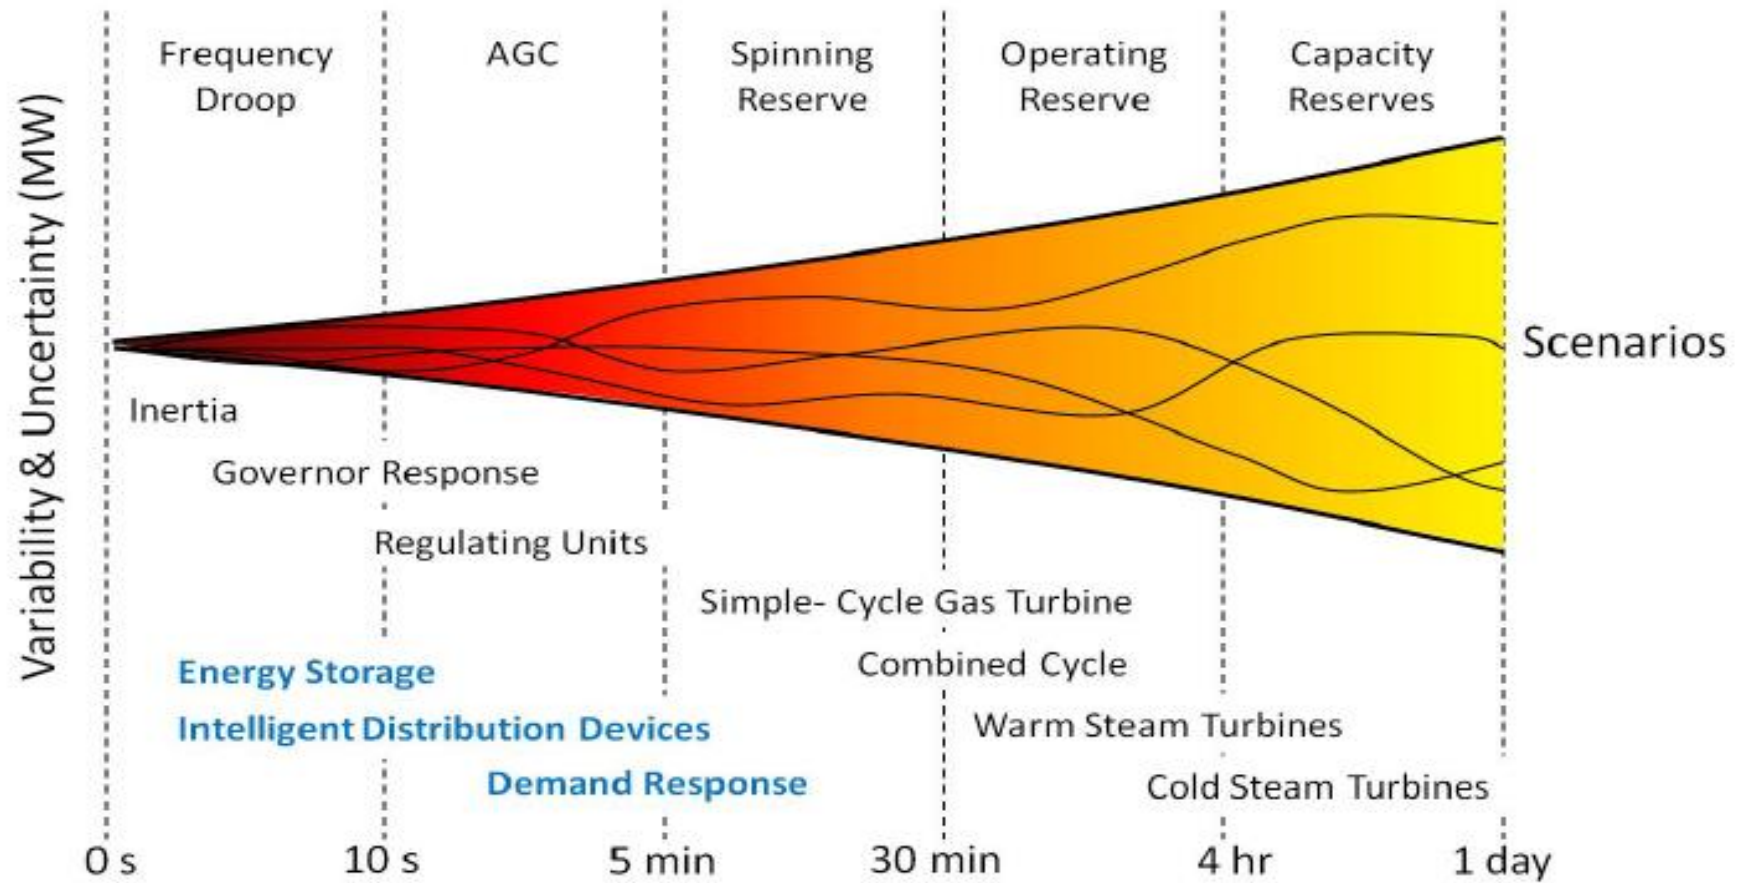 Frequency
Droop
AGC
Spinning
Reserve
Operating
Reserve
Capacity
Reserves
Variability & Uncertainty (MW)
Scenarios
Inertia
Governor Response
Regulating Units
Simple- Cycle Gas Turbine
Combined Cycle
Energy Storage
Intelligent Distribution Devices
Warm Steam Turbines
Demand Response
Cold Steam Turbines
0 s
10 s
5 min
30 min
4 hr
1 day